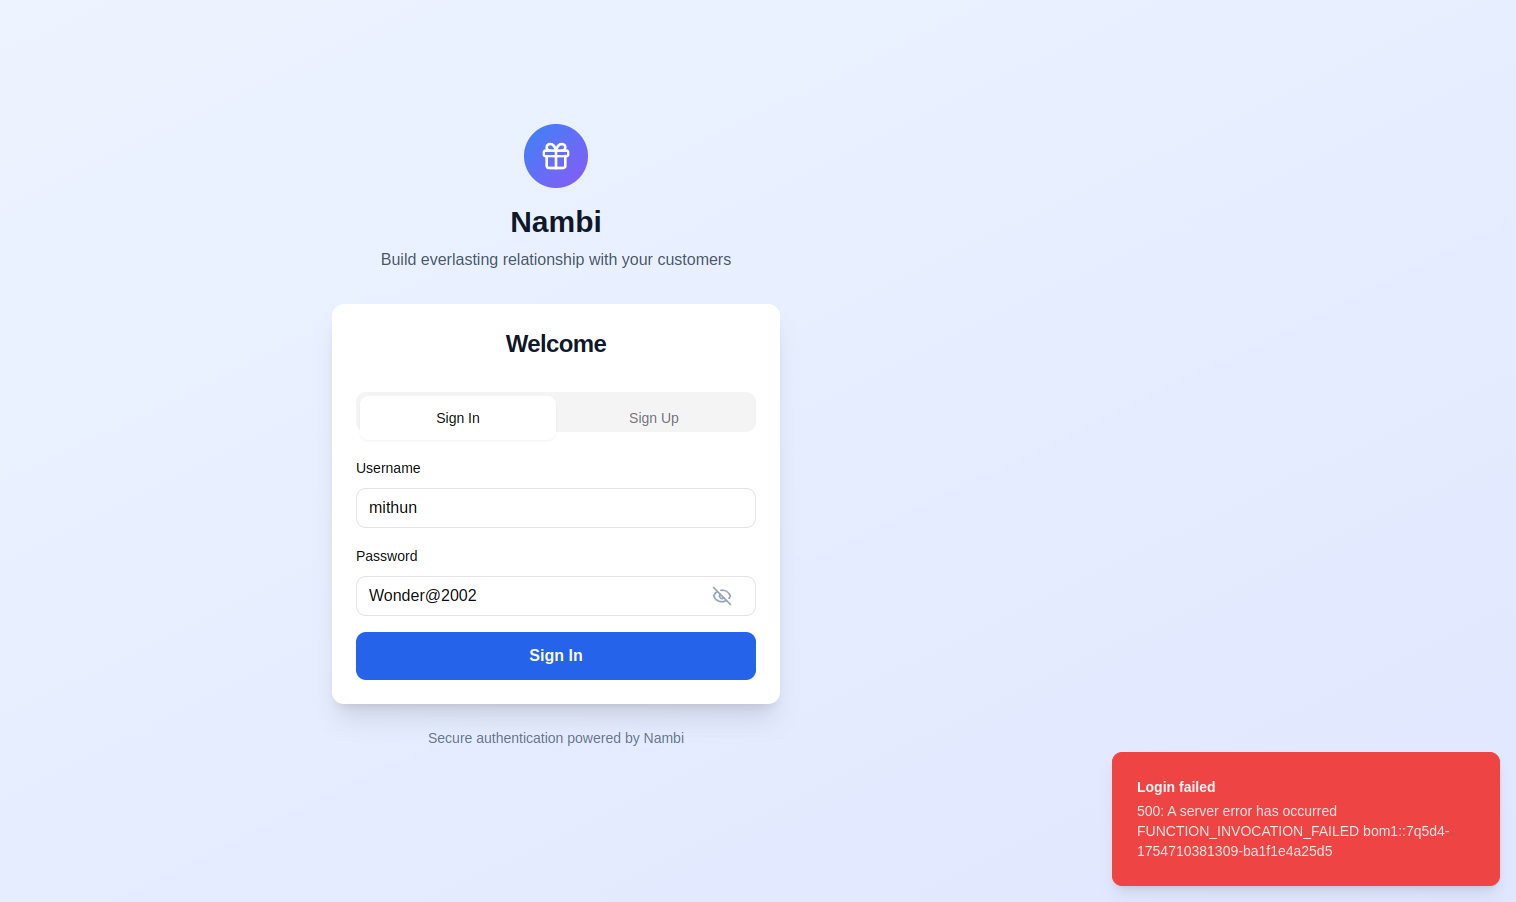 Nambi
Build everlasting relationship with your customers
Welcome
Sign In
Sign Up
Username
mithun
Password
Wonder@2002
Sign In
Secure authentication powered by Nambi
Login failed
500: A server error has occurred
FUNCTION_INVOCATION_FAILED bom1::7q5d4-
1754710381309-ba1f1e4a25d5